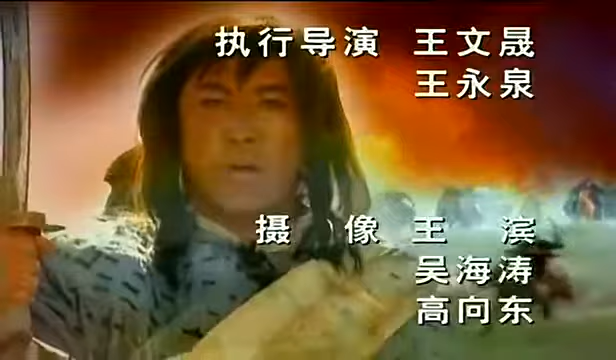 执行导演 王文晟
王永泉
摄 像 王 滨
吴海涛
高向东